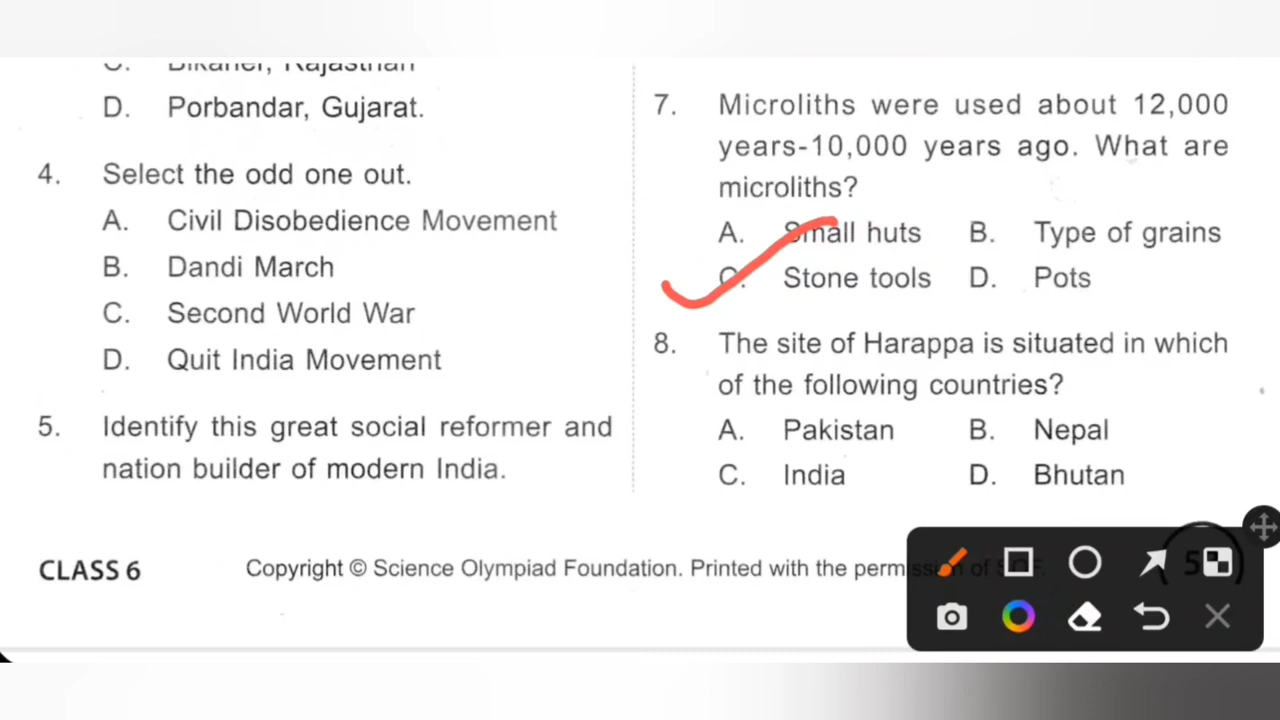 C. Bikaner, Rajasthan
D. Porbandar, Gujarat.
4. Select the odd one out.
A. Civil Disobedience Movement
B. Dandi March
C. Second World War
D. Quit India Movement
5. Identify this great social reformer and
nation builder of modern India.
7. Microliths were used about 12,000
years-10,000 years ago. What are
microliths?
A. Small huts B. Type of grains
C. Stone tools D. Pots
8. The site of Harappa is situated in which
of the following countries?
A. Pakistan B. Nepal
C. India D. Bhutan
CLASS 6 Copyright © Science Olympiad Foundation. Printed with the permission of SOF. 5